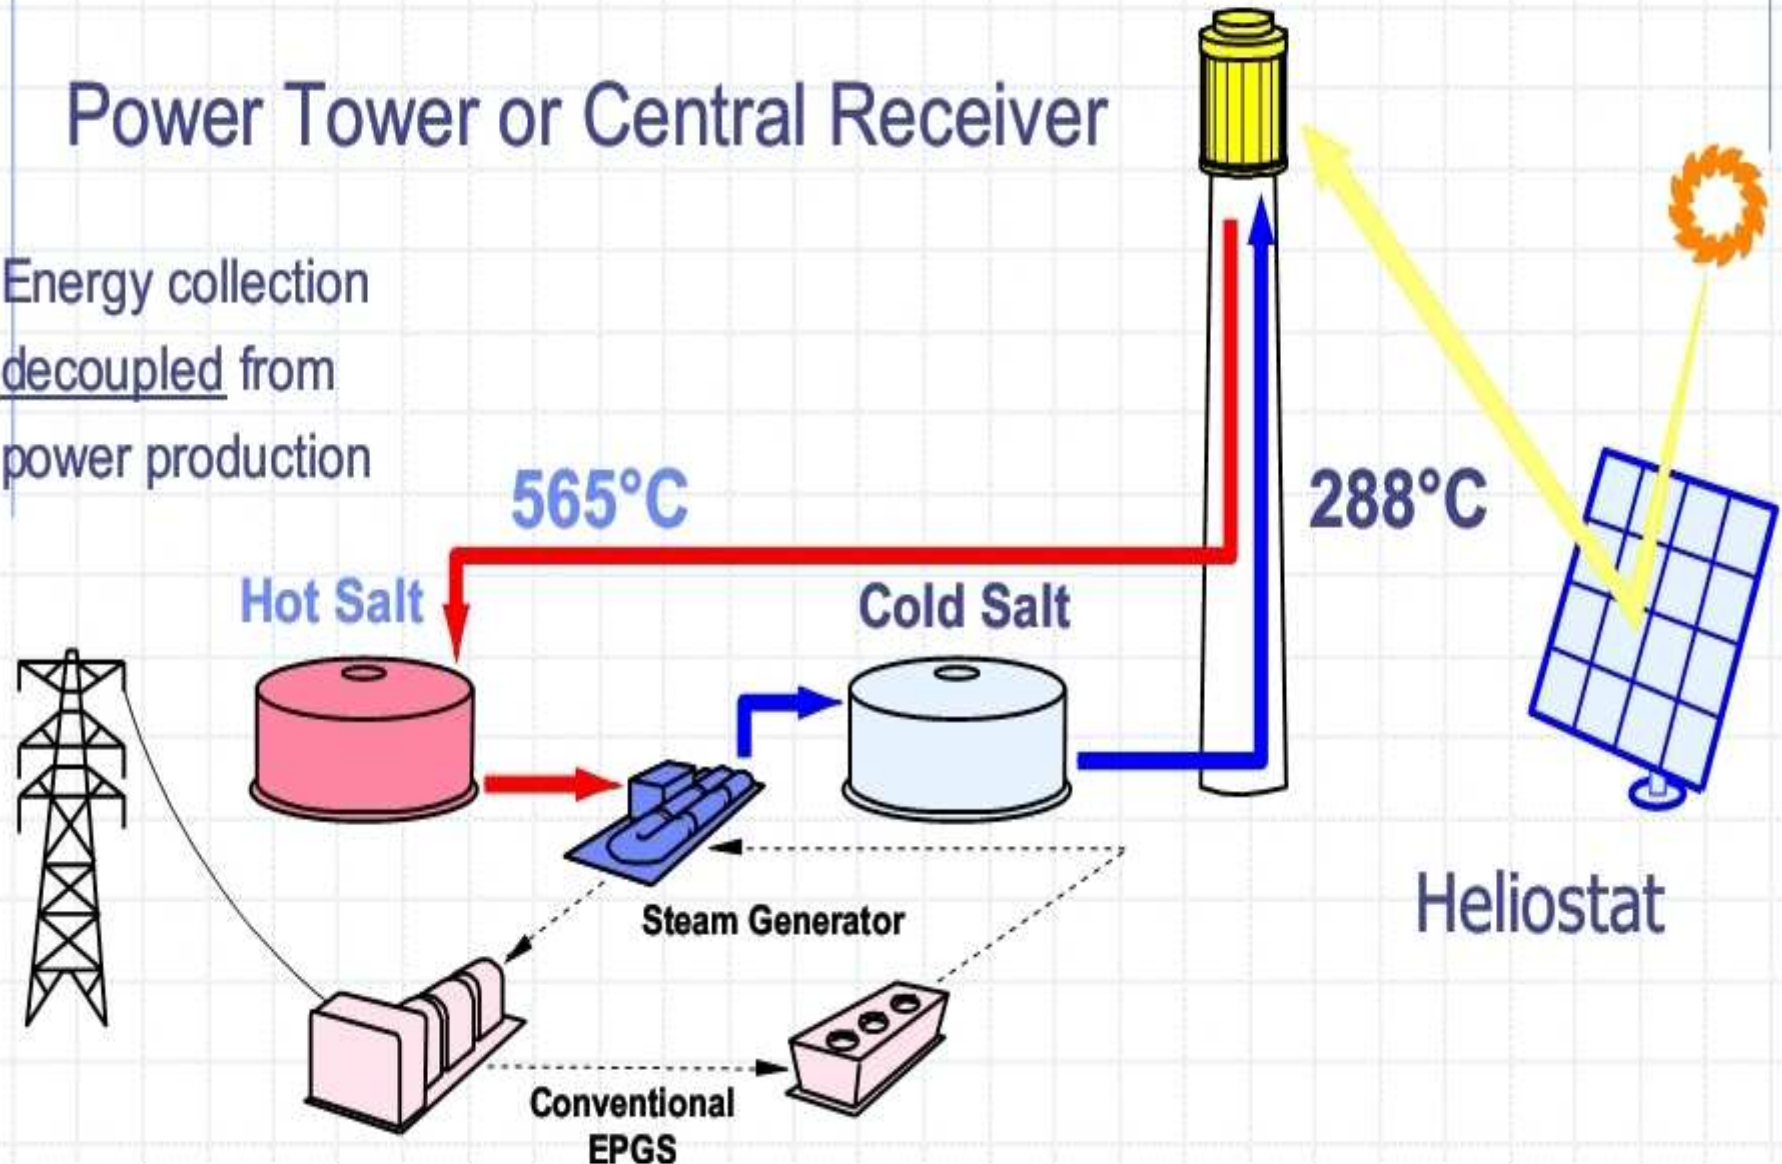 Power Tower or Central Receiver
Energy collection
decoupled from
power production
565°C
288°C
Hot Salt
Cold Salt
Steam Generator
Heliostat
Conventional
EPGS